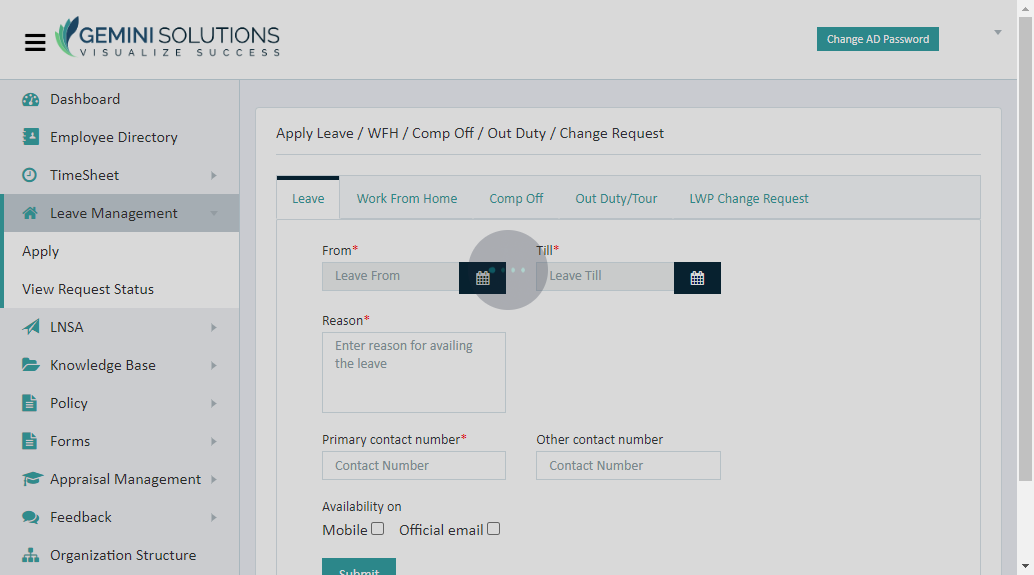 GEMINI SOLUTIONS
VISUALIZE SUCCESS
Change AD Password
Dashboard
Employee Directory
TimeSheet
Leave Management
Apply
View Request Status
LNSA
Knowledge Base
Policy
Forms
Appraisal Management
Feedback
Organization Structure
Apply Leave / WFH / Comp Off / Out Duty / Change Request
Leave Work From Home Comp Off Out Duty/Tour LWP Change Request
From* Till*
Leave From Leave Till
Reason*
Enter reason for availing
the leave
Primary contact number* Other contact number
Contact Number Contact Number
Availability on
Mobile Official email
Submit